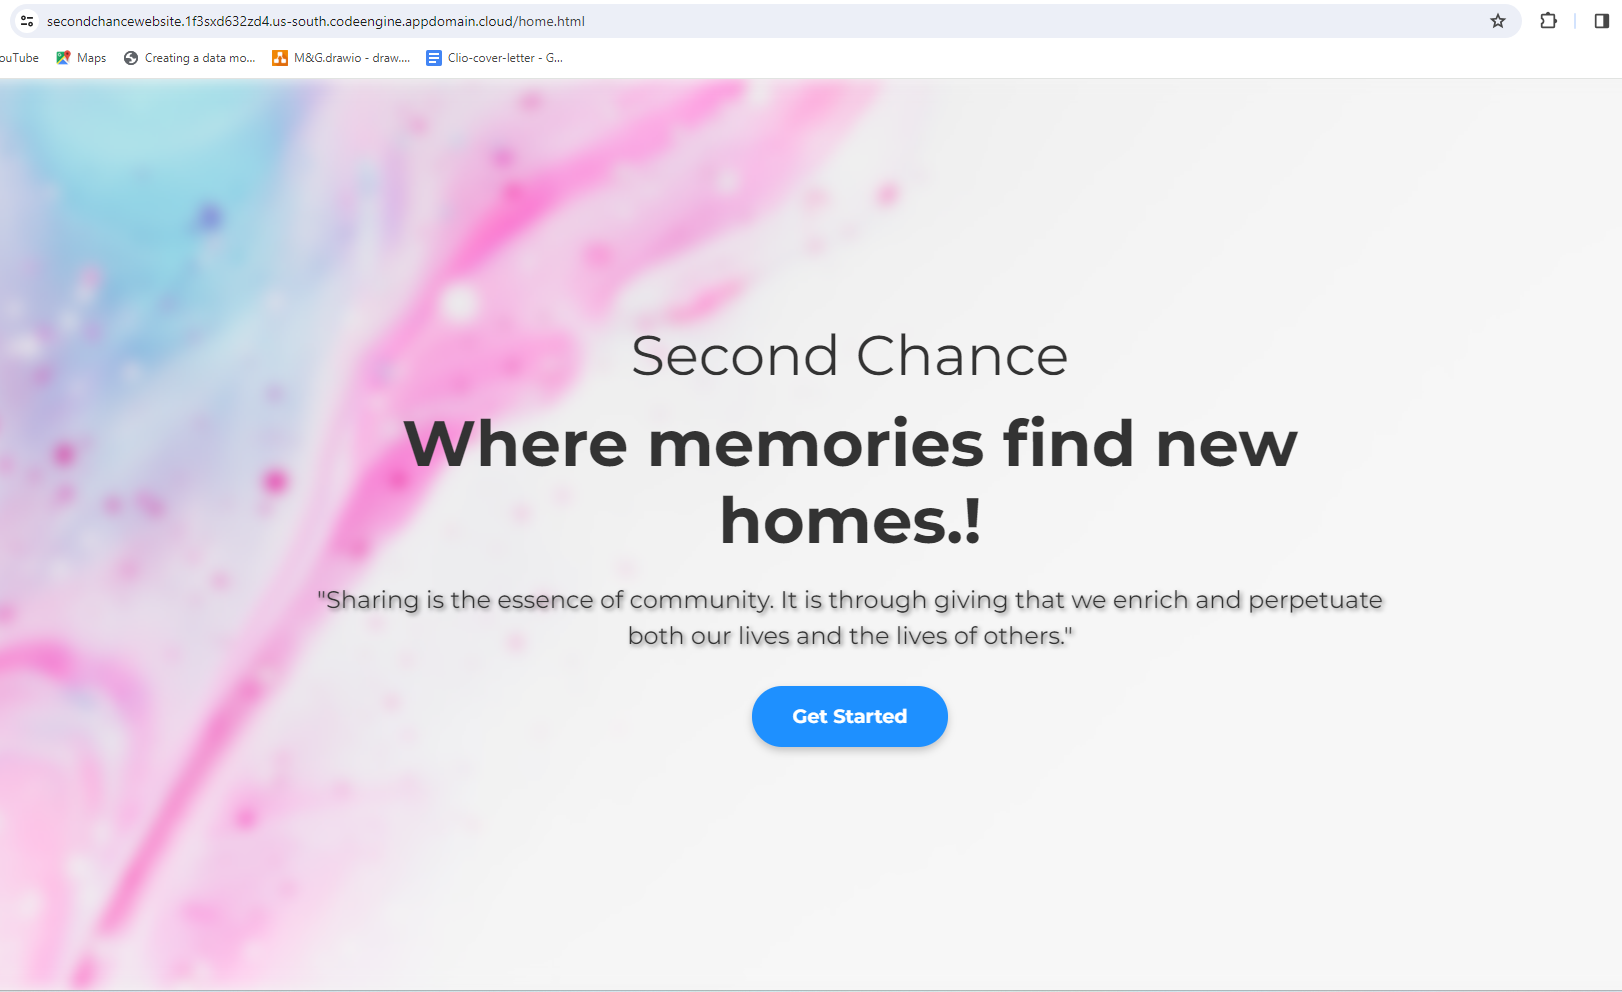 secondchancewebsite.1f3sxd632zd4.us-south.codeengine.appdomain.cloud/home.html
ouTube Maps Creating a data mo... M&G.drawio - draw.... Clio-cover-letter - G...
Second Chance
Where memories find new
homes.!
"Sharing is the essence of community. It is through giving that we enrich and perpetuate
both our lives and the lives of others."
Get Started